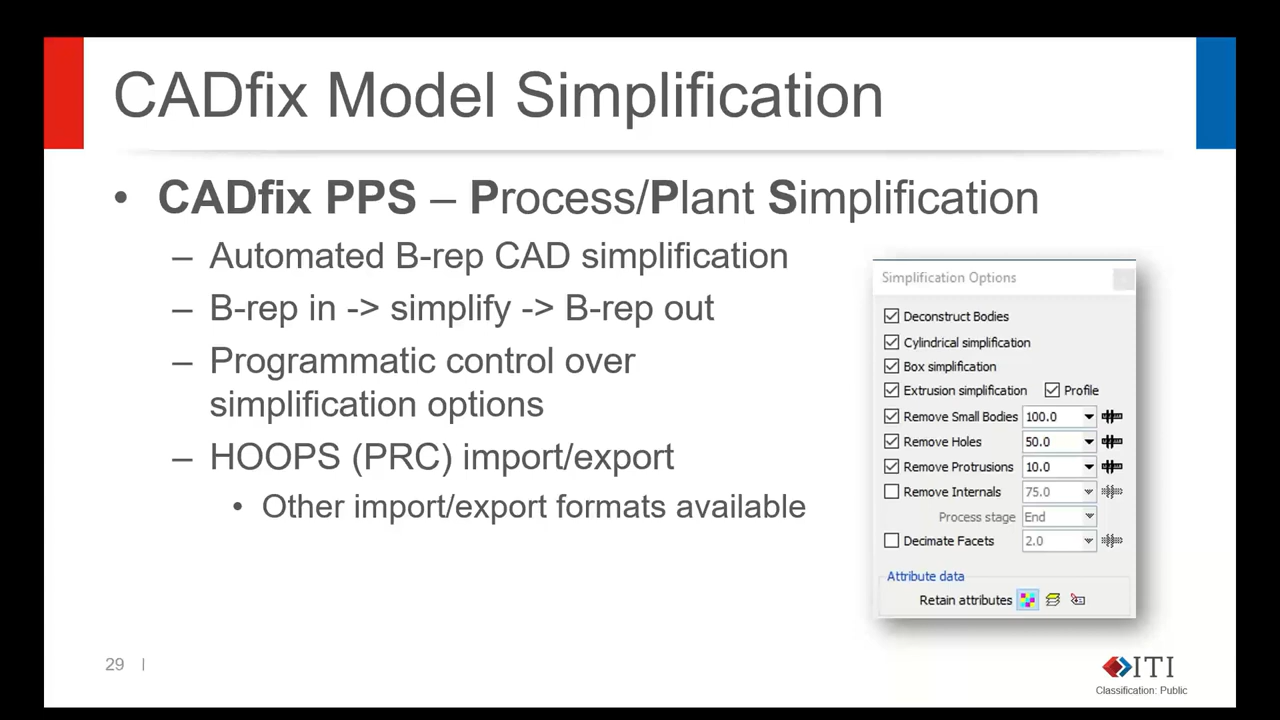 CADfix Model Simplification
• CADfix PPS – Process/Plant Simplification
– Automated B-rep CAD simplification
– B-rep in -> simplify -> B-rep out
– Programmatic control over
simplification options
– HOOPS (PRC) import/export
• Other import/export formats available
Simplification Options
Deconstruct Bodies
Cylindrical simplification
Box simplification
Extrusion simplification Profile
Remove Small Bodies 100.0
Remove Holes 50.0
Remove Protrusions 10.0
Remove Internals 75.0
Process stage End
Decimate Facets 2.0
Attribute data
Retain attributes
29 |
ITI
Classification: Public